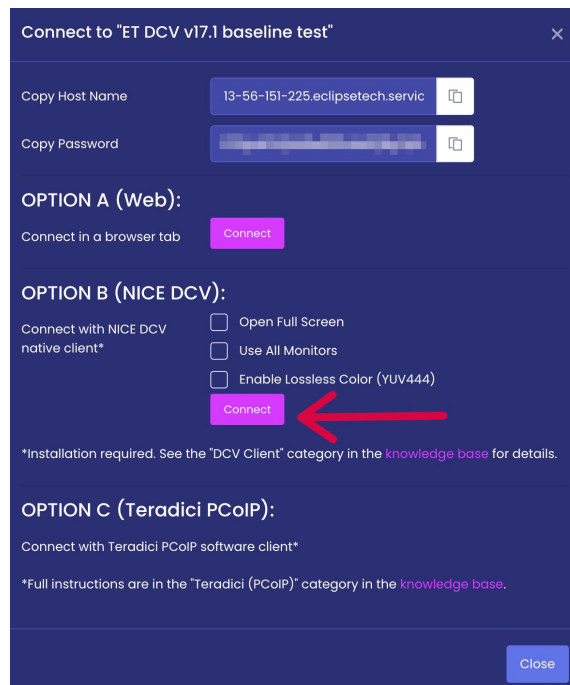 Connect to "ET DCV v17.1 baseline test"
Copy Host Name
13-56-151-225.eclipsetech.servic
Copy Password
OPTION A (Web):
Connect in a browser tab
Connect
OPTION B (NICE DCV):
Connect with NICE DCV
native client*
Open Full Screen
Use All Monitors
Enable Lossless Color (YUV444)
Connect
*Installation required. See the "DCV Client" category in the knowledge base for details.
OPTION C (Teradici PCoIP):
Connect with Teradici PCoIP software client*
*Full instructions are in the "Teradici (PCoIP)" category in the knowledge base.
Close